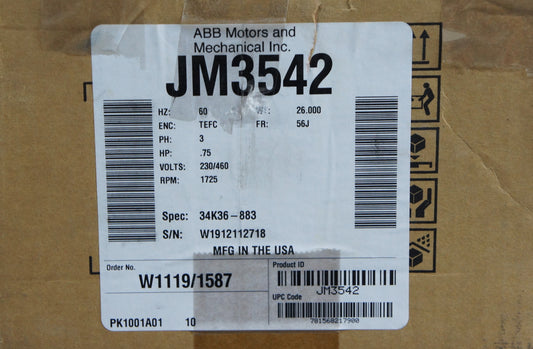 ABB Motors and
Mechanical Inc.
JM3542
HZ: 60 WT: 26.000
ENC: TEFC FR: 56J
PH: 3
HP: .75
VOLTS: 230/460
RPM: 1725
Spec: 34K36-883
S/N: W1912112718
MFG IN THE USA
Order No. Product ID
W1119/1587
JM3542
UPC Code
781568217900
PK1001A01 10